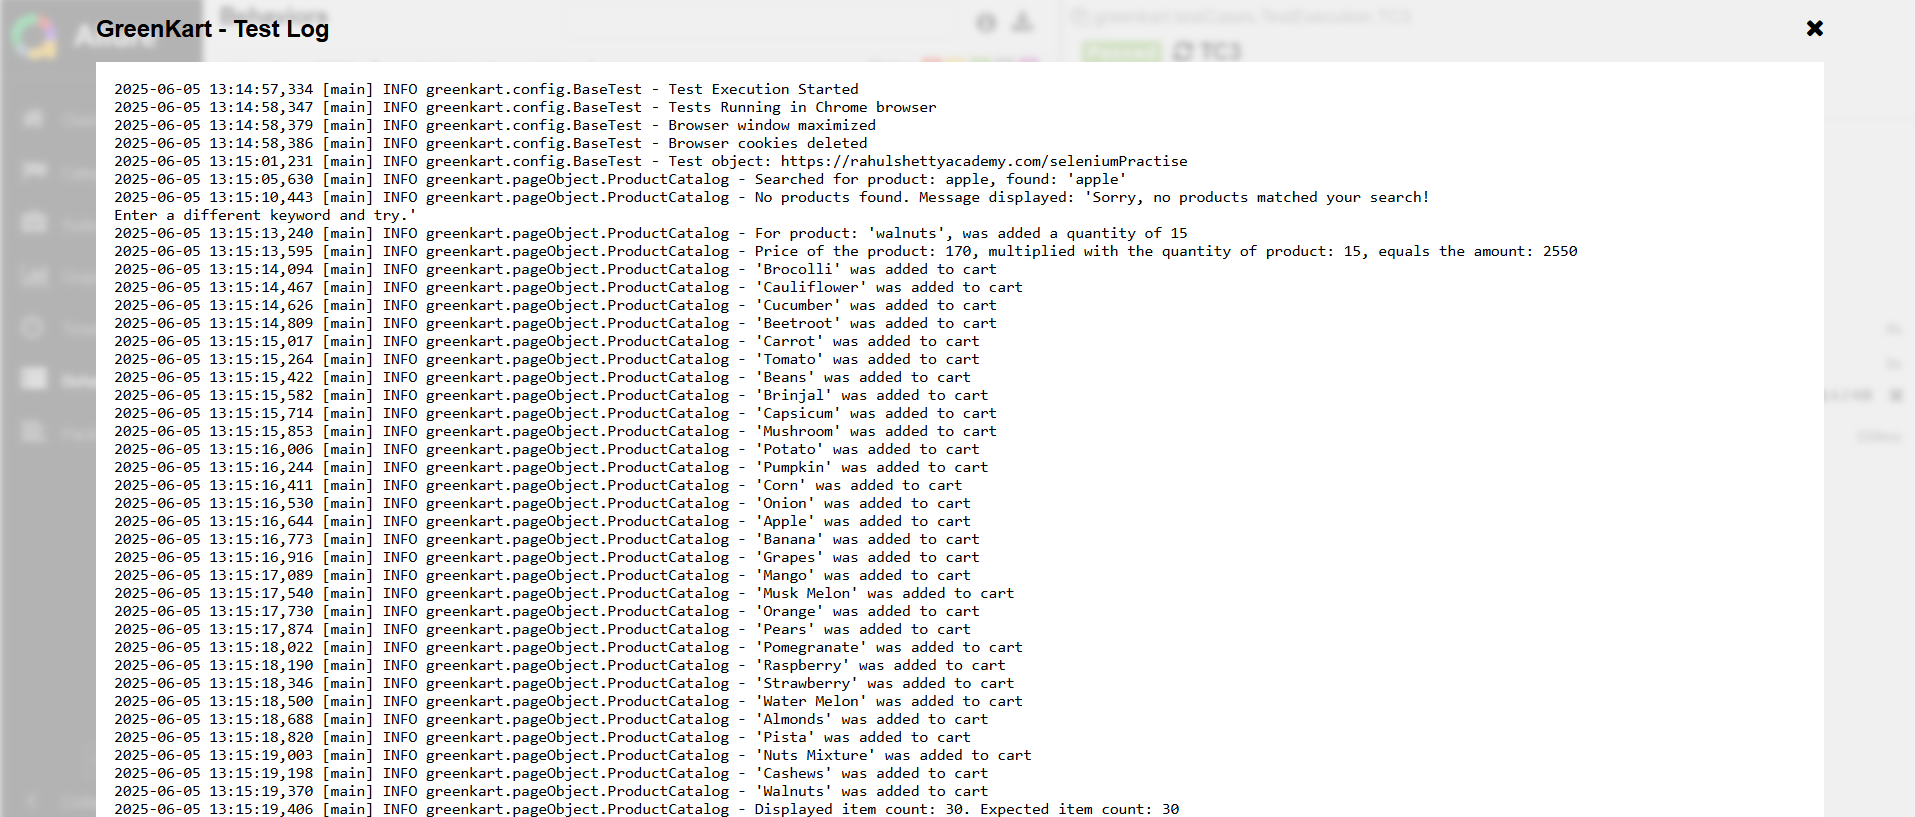 Behaviors
GreenKart - Test Log
greenkart.testCases.TestExecution.TC3
Passed
TC3
2025-06-05 13:14:57,334 [main] INFO greenkart.config.BaseTest - Test Execution Started
2025-06-05 13:14:58,347 [main] INFO greenkart.config.BaseTest - Tests Running in Chrome browser
2025-06-05 13:14:58,379 [main] INFO greenkart.config.BaseTest - Browser window maximized
2025-06-05 13:14:58,386 [main] INFO greenkart.config.BaseTest - Browser cookies deleted
2025-06-05 13:15:01,231 [main] INFO greenkart.config.BaseTest - Test object: https://rahulshettyacademy.com/seleniumPractise
2025-06-05 13:15:05,630 [main] INFO greenkart.pageObject.ProductCatalog - Searched for product: apple, found: 'apple'
2025-06-05 13:15:10,443 [main] INFO greenkart.pageObject.ProductCatalog - No products found. Message displayed: 'Sorry, no products matched your search!
Enter a different keyword and try.'
2025-06-05 13:15:13,240 [main] INFO greenkart.pageObject.ProductCatalog - For product: 'walnuts', was added a quantity of 15
2025-06-05 13:15:13,595 [main] INFO greenkart.pageObject.ProductCatalog - Price of the product: 170, multiplied with the quantity of product: 15, equals the amount: 2550
2025-06-05 13:15:14,094 [main] INFO greenkart.pageObject.ProductCatalog - 'Brocolli' was added to cart
2025-06-05 13:15:14,467 [main] INFO greenkart.pageObject.ProductCatalog - 'Cauliflower' was added to cart
2025-06-05 13:15:14,626 [main] INFO greenkart.pageObject.ProductCatalog - 'Cucumber' was added to cart
2025-06-05 13:15:14,809 [main] INFO greenkart.pageObject.ProductCatalog - 'Beetroot' was added to cart
2025-06-05 13:15:15,017 [main] INFO greenkart.pageObject.ProductCatalog - 'Carrot' was added to cart
2025-06-05 13:15:15,264 [main] INFO greenkart.pageObject.ProductCatalog - 'Tomato' was added to cart
2025-06-05 13:15:15,422 [main] INFO greenkart.pageObject.ProductCatalog - 'Beans' was added to cart
2025-06-05 13:15:15,582 [main] INFO greenkart.pageObject.ProductCatalog - 'Brinjal' was added to cart
2025-06-05 13:15:15,714 [main] INFO greenkart.pageObject.ProductCatalog - 'Capsicum' was added to cart
2025-06-05 13:15:15,853 [main] INFO greenkart.pageObject.ProductCatalog - 'Mushroom' was added to cart
2025-06-05 13:15:16,006 [main] INFO greenkart.pageObject.ProductCatalog - 'Potato' was added to cart
2025-06-05 13:15:16,244 [main] INFO greenkart.pageObject.ProductCatalog - 'Pumpkin' was added to cart
2025-06-05 13:15:16,411 [main] INFO greenkart.pageObject.ProductCatalog - 'Corn' was added to cart
2025-06-05 13:15:16,530 [main] INFO greenkart.pageObject.ProductCatalog - 'Onion' was added to cart
2025-06-05 13:15:16,644 [main] INFO greenkart.pageObject.ProductCatalog - 'Apple' was added to cart
2025-06-05 13:15:16,773 [main] INFO greenkart.pageObject.ProductCatalog - 'Banana' was added to cart
2025-06-05 13:15:16,916 [main] INFO greenkart.pageObject.ProductCatalog - 'Grapes' was added to cart
2025-06-05 13:15:17,089 [main] INFO greenkart.pageObject.ProductCatalog - 'Mango' was added to cart
2025-06-05 13:15:17,540 [main] INFO greenkart.pageObject.ProductCatalog - 'Musk Melon' was added to cart
2025-06-05 13:15:17,730 [main] INFO greenkart.pageObject.ProductCatalog - 'Orange' was added to cart
2025-06-05 13:15:17,874 [main] INFO greenkart.pageObject.ProductCatalog - 'Pears' was added to cart
2025-06-05 13:15:18,022 [main] INFO greenkart.pageObject.ProductCatalog - 'Pomegranate' was added to cart
2025-06-05 13:15:18,190 [main] INFO greenkart.pageObject.ProductCatalog - 'Raspberry' was added to cart
2025-06-05 13:15:18,346 [main] INFO greenkart.pageObject.ProductCatalog - 'Strawberry' was added to cart
2025-06-05 13:15:18,500 [main] INFO greenkart.pageObject.ProductCatalog - 'Water Melon' was added to cart
2025-06-05 13:15:18,688 [main] INFO greenkart.pageObject.ProductCatalog - 'Almonds' was added to cart
2025-06-05 13:15:18,820 [main] INFO greenkart.pageObject.ProductCatalog - 'Pista' was added to cart
2025-06-05 13:15:19,003 [main] INFO greenkart.pageObject.ProductCatalog - 'Nuts Mixture' was added to cart
2025-06-05 13:15:19,198 [main] INFO greenkart.pageObject.ProductCatalog - 'Cashews' was added to cart
2025-06-05 13:15:19,370 [main] INFO greenkart.pageObject.ProductCatalog - 'Walnuts' was added to cart
2025-06-05 13:15:19,406 [main] INFO greenkart.pageObject.ProductCatalog - Displayed item count: 30. Expected item count: 30